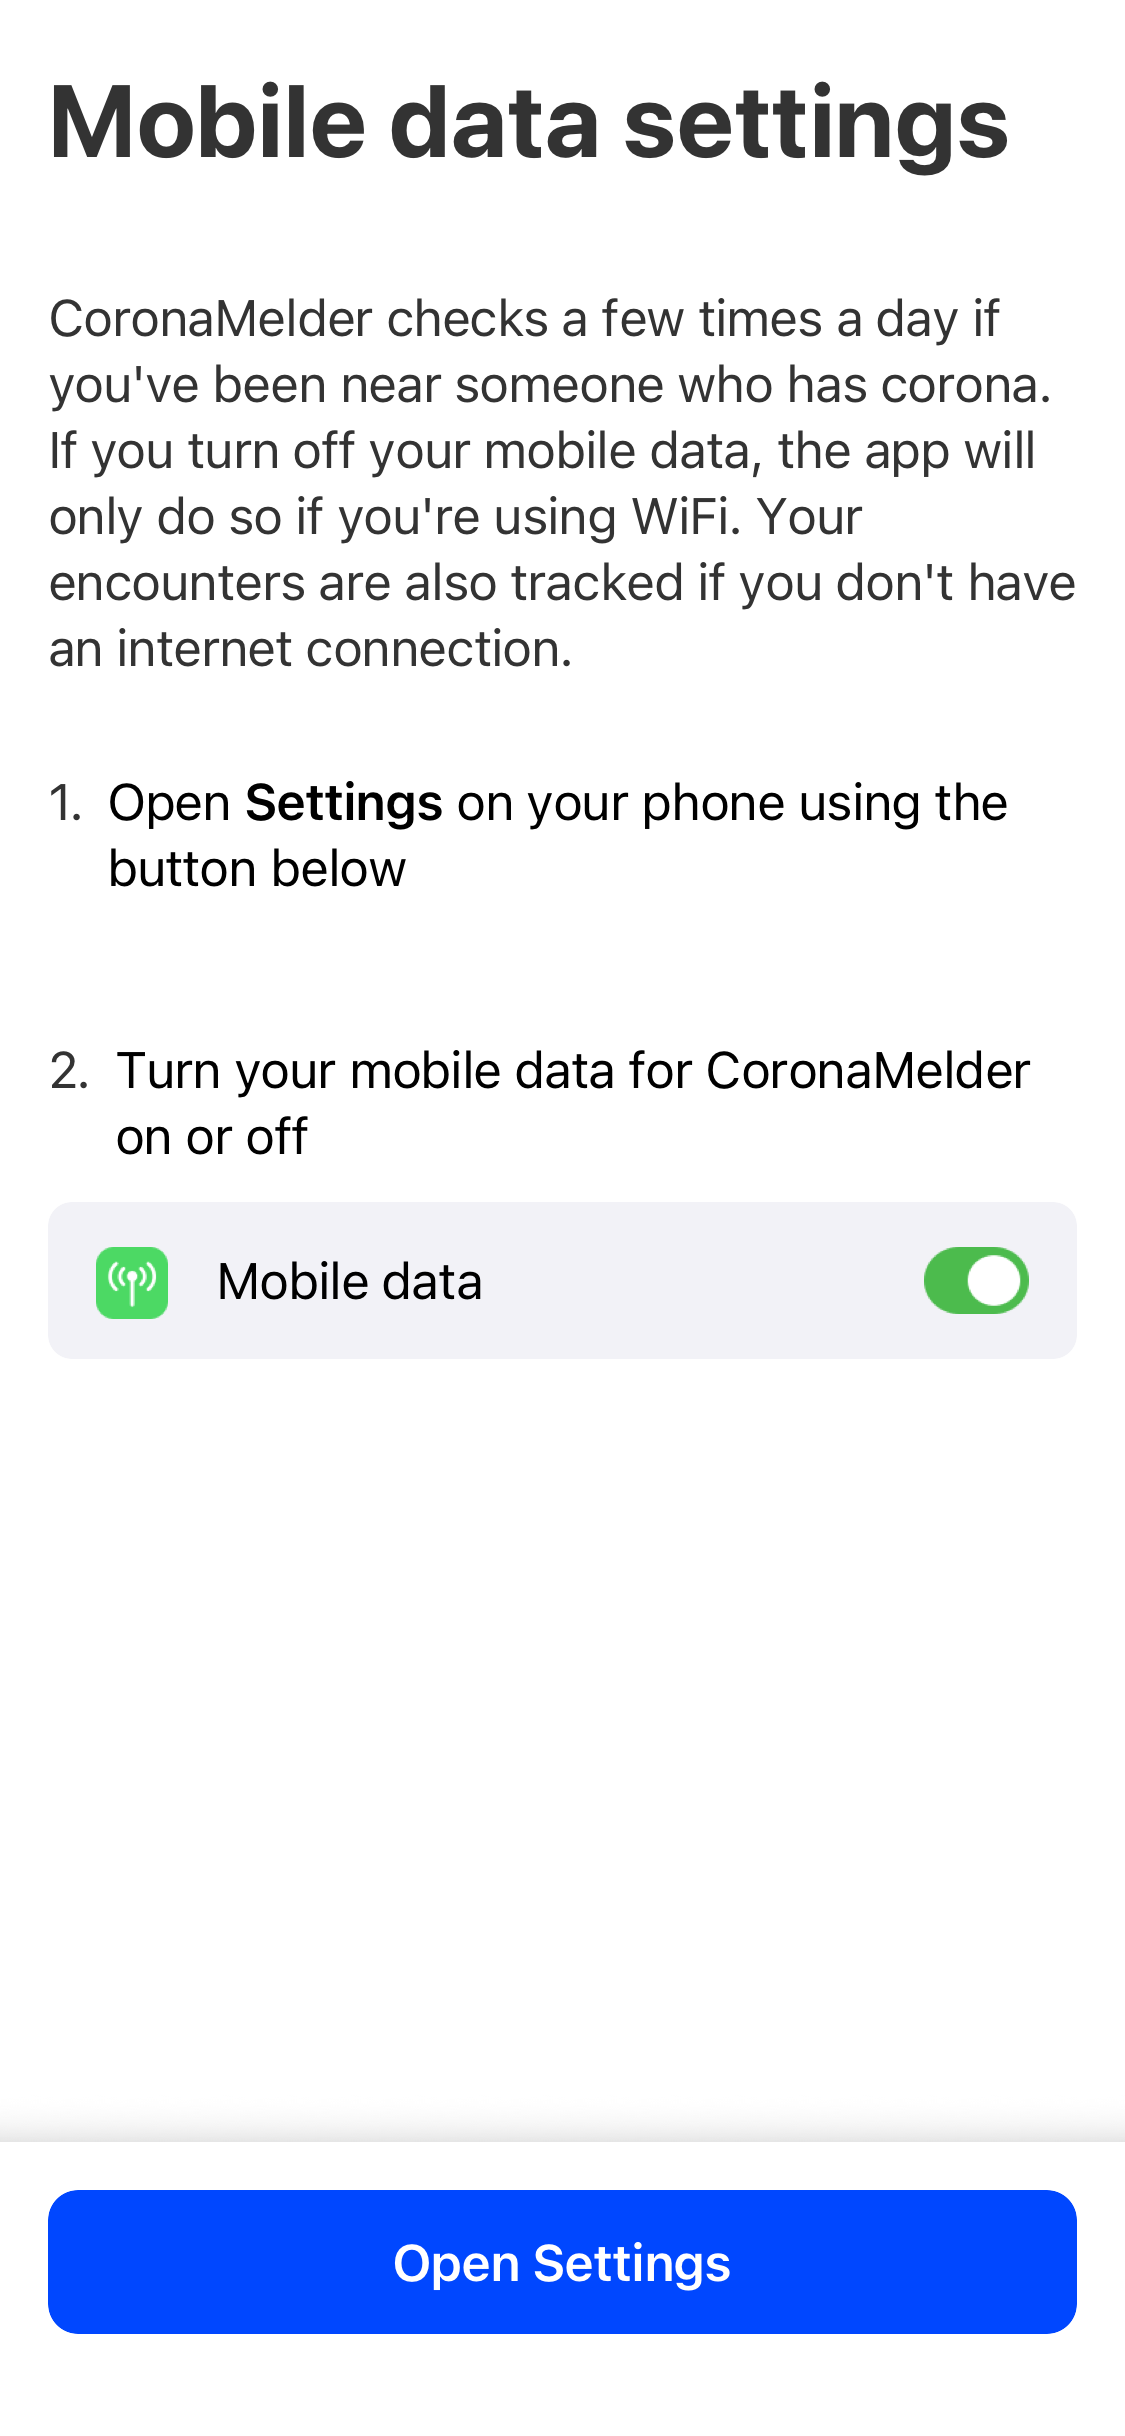 Mobile data settings
CoronaMelder checks a few times a day if
you've been near someone who has corona.
If you turn off your mobile data, the app will
only do so if you're using WiFi. Your
encounters are also tracked if you don't have
an internet connection.
1. Open Settings on your phone using the
button below
2. Turn your mobile data for CoronaMelder
on or off
Mobile data
Open Settings